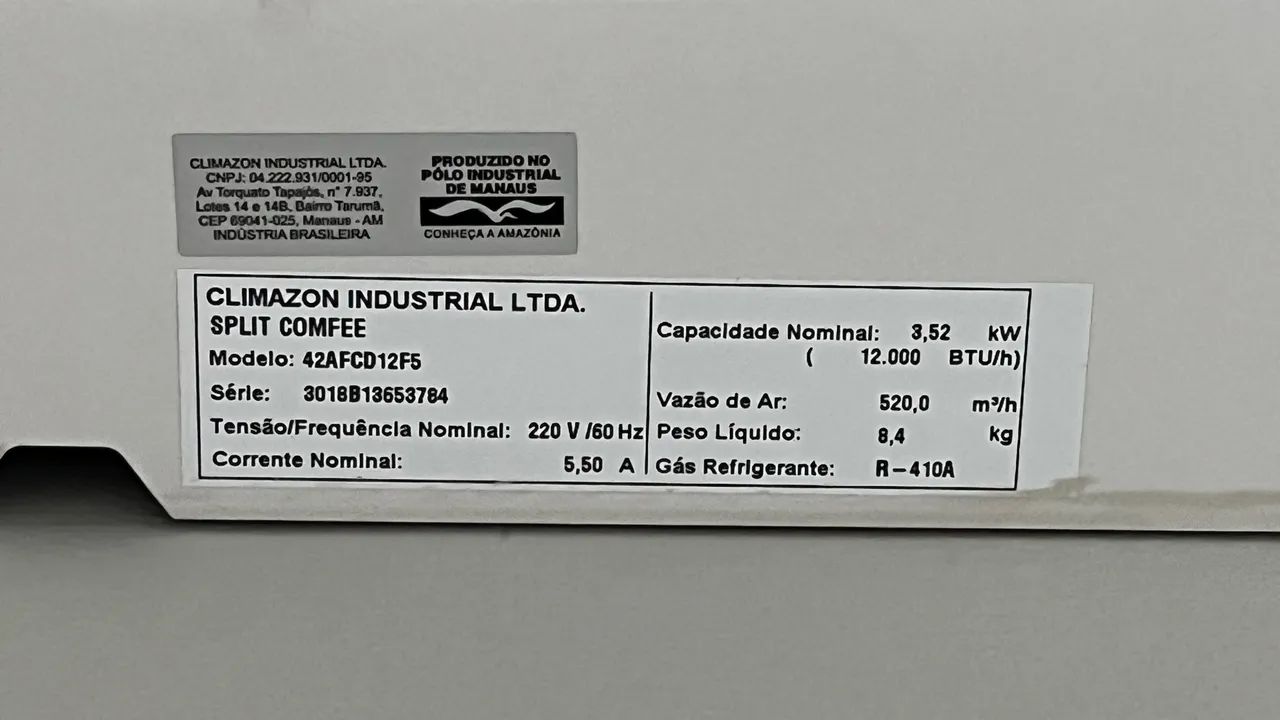 CLIMAZON INDUSTRIAL LTDA.
CNPJ: 04.222.931/0001-95
Av Torquato Tapajós, n° 7.937,
Lotes 14 e 14B, Bairro Tarumã,
CEP 69041-025, Manaus - AM
INDÚSTRIA BRASILEIRA
PRODUZIDO NO
PÓLO INDUSTRIAL
DE MANAUS
CONHEÇA A AMAZÔNIA
CLIMAZON INDUSTRIAL LTDA.
SPLIT COMFEE
Modelo: 42AFCD12F5
Série: 3018B13653784
Tensão/Frequência Nominal: 220 V /60 Hz
Corrente Nominal: 5,50 A
Capacidade Nominal: 3,52 kW
( 12.000 BTU/h)
Vazão de Ar: 520,0 m³/h
Peso Líquido: 8,4 kg
Gás Refrigerante: R-410A